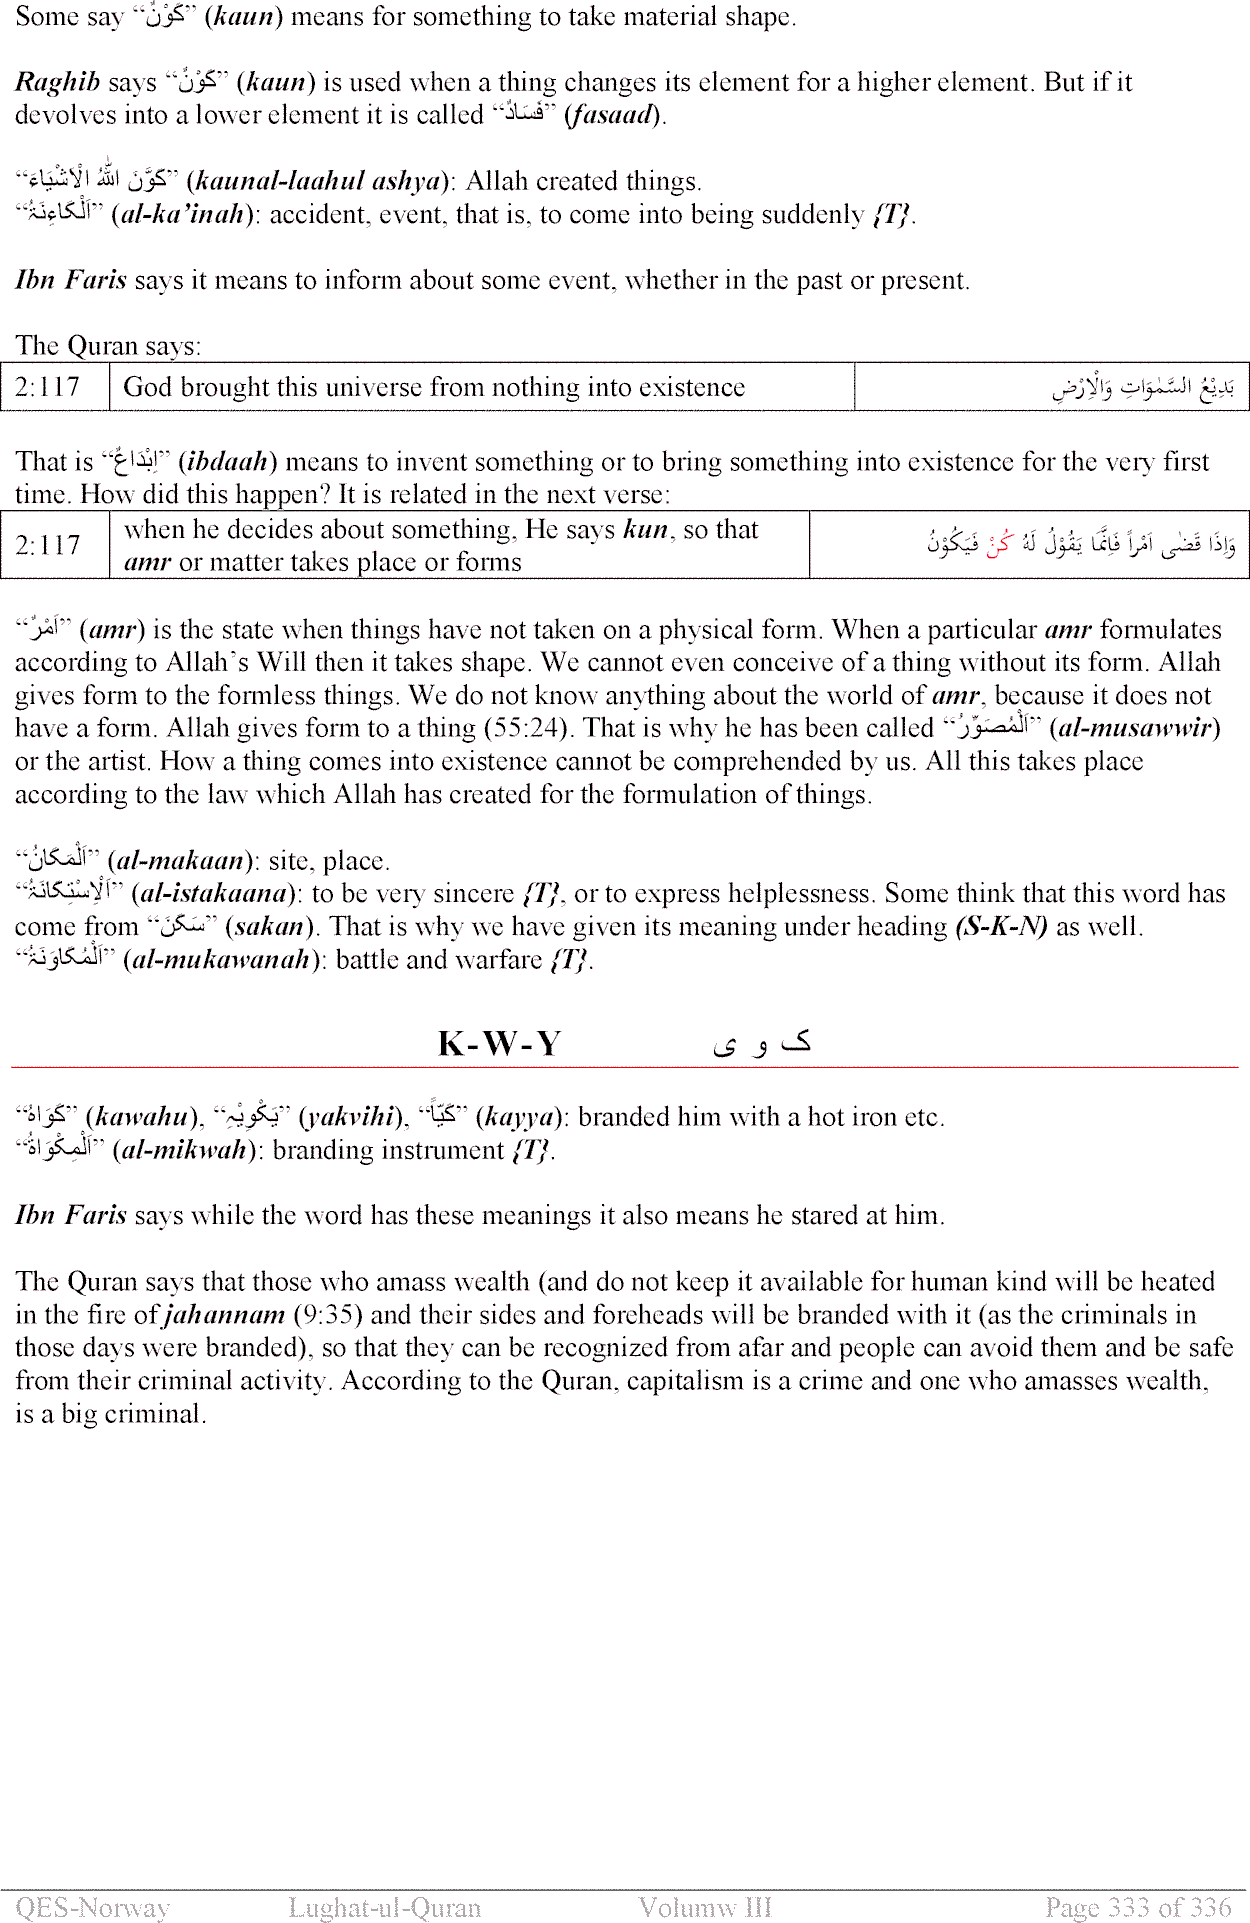 Some say “كَوْنٌ” (kaun) means for something to take material shape.
Raghib says “كَوْنٌ” (kaun) is used when a thing changes its element for a higher element. But if it
devolves into a lower element it is called “فَسَادٌ” (fasaad).
“كَوَّنَ اللّٰهُ الْاَشْيَاءَ” (kaunal-laahul ashya): Allah created things.
“اَلْكَاءِنَۃُ” (al-ka’inah): accident, event, that is, to come into being suddenly {T}.
Ibn Faris says it means to inform about some event, whether in the past or present.
The Quran says:
2:117 God brought this universe from nothing into existence بَدِيْعُ السَّمٰوَاتِ وَالْاِرْضِ
That is “اِبْدَاعٌ” (ibdaah) means to invent something or to bring something into existence for the very first
time. How did this happen? It is related in the next verse:
2:117 when he decides about something, He says kun, so that
amr or matter takes place or forms وَاِذَا قَضٰى اَمْراً فَاِنَّمَّا يَقُوْلُ لَهُ كُنْ فَيَكُوْنُ
“اَمْرٌ” (amr) is the state when things have not taken on a physical form. When a particular amr formulates
according to Allah’s Will then it takes shape. We cannot even conceive of a thing without its form. Allah
gives form to the formless things. We do not know anything about the world of amr, because it does not
have a form. Allah gives form to a thing (55:24). That is why he has been called “اَلْمُصَوِّرُ” (al-musawwir)
or the artist. How a thing comes into existence cannot be comprehended by us. All this takes place
according to the law which Allah has created for the formulation of things.
“اَلْمَكَانُ” (al-makaan): site, place.
“اَلْاِسْتِكَانَۃُ” (al-istakaana): to be very sincere {T}, or to express helplessness. Some think that this word has
come from “سَكَنَ” (sakan). That is why we have given its meaning under heading (S-K-N) as well.
“اَلْمُكَاوَنَۃُ” (al-mukawanah): battle and warfare {T}.
K-W-Y ک و ی
“كَوَاهُ” (kawahu), “يَكْوِيْہِ” (yakvihi), “كَيّاً” (kayya): branded him with a hot iron etc.
“اَلْمِكْوَاۃُ” (al-mikwah): branding instrument {T}.
Ibn Faris says while the word has these meanings it also means he stared at him.
The Quran says that those who amass wealth (and do not keep it available for human kind will be heated
in the fire of jahannam (9:35) and their sides and foreheads will be branded with it (as the criminals in
those days were branded), so that they can be recognized from afar and people can avoid them and be safe
from their criminal activity. According to the Quran, capitalism is a crime and one who amasses wealth,
is a big criminal.
QES-Norway Lughat-ul-Quran Volumw III Page 333 of 336